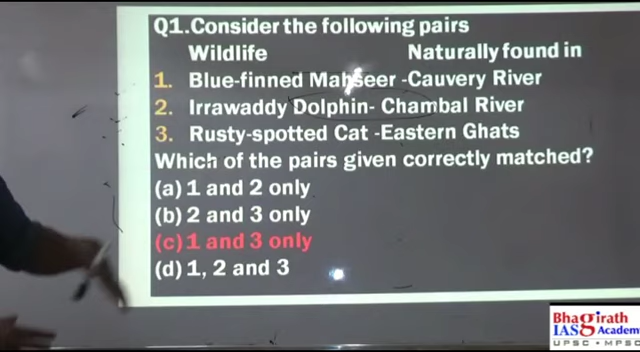 Q1.Consider the following pairs
Wildlife Naturally found in
1. Blue-finned Mahseer -Cauvery River
2. Irrawaddy Dolphin- Chambal River
3. Rusty-spotted Cat -Eastern Ghats
Which of the pairs given correctly matched?
(a) 1 and 2 only
(b) 2 and 3 only
(c) 1 and 3 only
(d) 1, 2 and 3
Bhagirath
IAS Academ
UPSC • MPSC